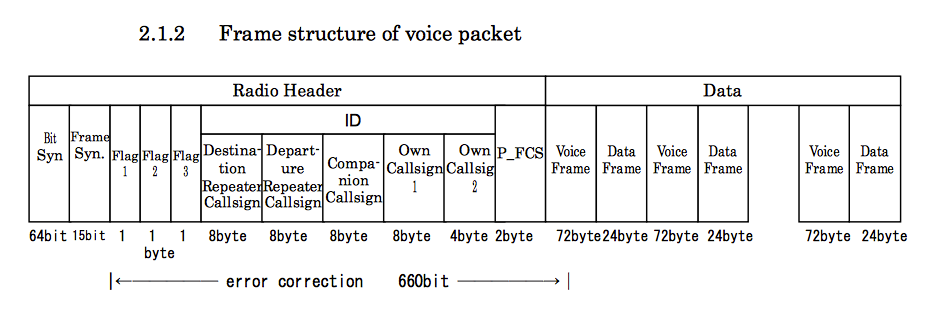 2.1.2 Frame structure of voice packet
Radio Header Data
ID
Bit
Syn
Frame
Syn.
Flag
1
Flag
2
Flag
3
Destina-
tion
Repeater
Callsign
Depart-
ure
Repeater
Callsign
Compa-
nion
Callsign
Own
Callsign
1
Own
Callsig
2
P_FCS
Voice
Frame
Data
Frame
Voice
Frame
Data
Frame
Voice
Frame
Data
Frame
64bit 15bit 1 1 1 8byte 8byte 8byte 8byte 4byte 2byte 72byte 24byte 72byte 24byte 72byte 24byte
byte
error correction 660bit